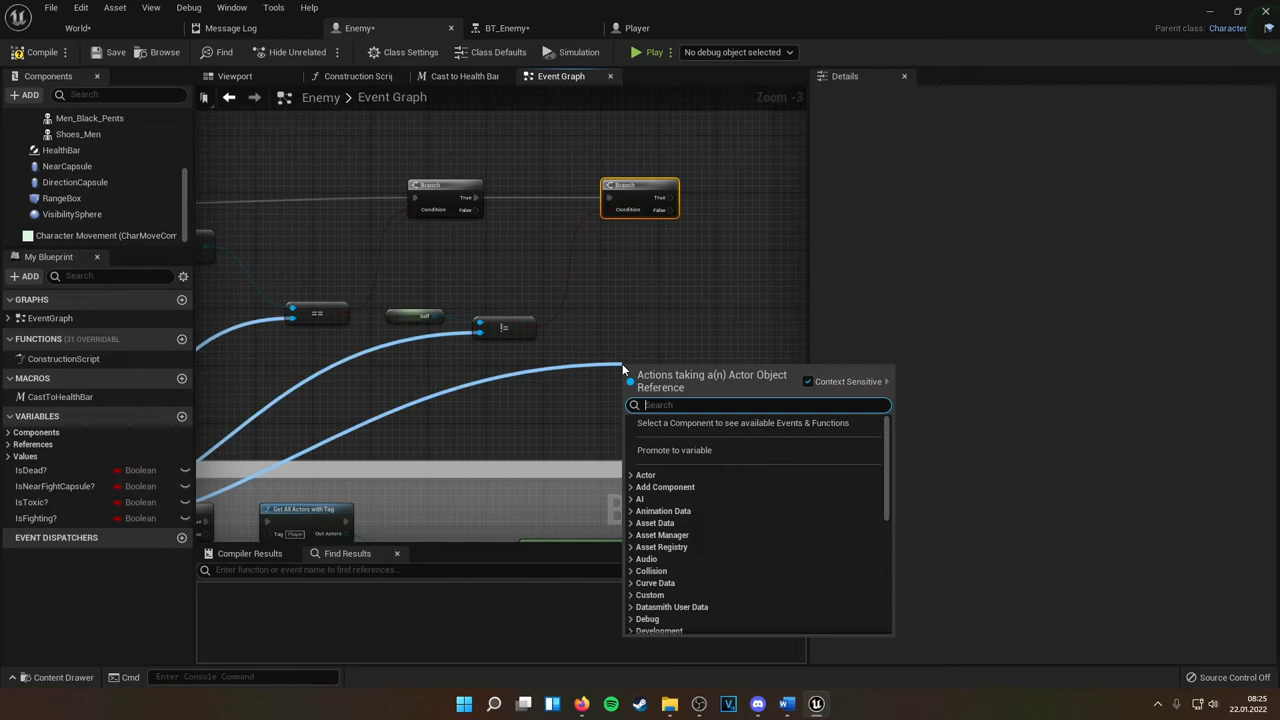 File Edit Asset View Debug Window Tools Help
World* Message Log Enemy* BT_Enemy* Player Parent class: Character
Compile Save Browse Find Hide Unrelated Class Settings Class Defaults Simulation Play No debug object selected
Components Viewport Construction Scrip Cast to Health Bar Event Graph Details
ADD Search Enemy Event Graph Zoom -3
Men_Black_Pents
Shoes_Men
HealthBar
NearCapsule
DirectionCapsule
RangeBox
VisibilitySphere
Character Movement (CharMoveCom
Branch
True
Condition False
Branch
True
Condition False
==
Self
!=
My Blueprint
ADD Search
GRAPHS
EventGraph
FUNCTIONS (31 OVERRIDABL
ConstructionScript
MACROS
CastToHealthBar
VARIABLES
Components
References
Values
IsDead? Boolean
IsNearFightCapsule? Boolean
IsToxic? Boolean
IsFighting? Boolean
EVENT DISPATCHERS
Actions taking a(n) Actor Object
Reference
Context Sensitive
Search
Select a Component to see available Events & Functions
Promote to variable
Actor
Add Component
AI
Animation Data
Asset Data
Asset Manager
Asset Registry
Audio
Collision
Curve Data
Custom
Datasmith User Data
Debug
Development
Get All Actors with Tag
Tag Player Out Actors
B
Compiler Results Find Results
Enter function or event name to find references...
Content Drawer Cmd Enter Console Command Source Control Off
08:25
22.01.2022